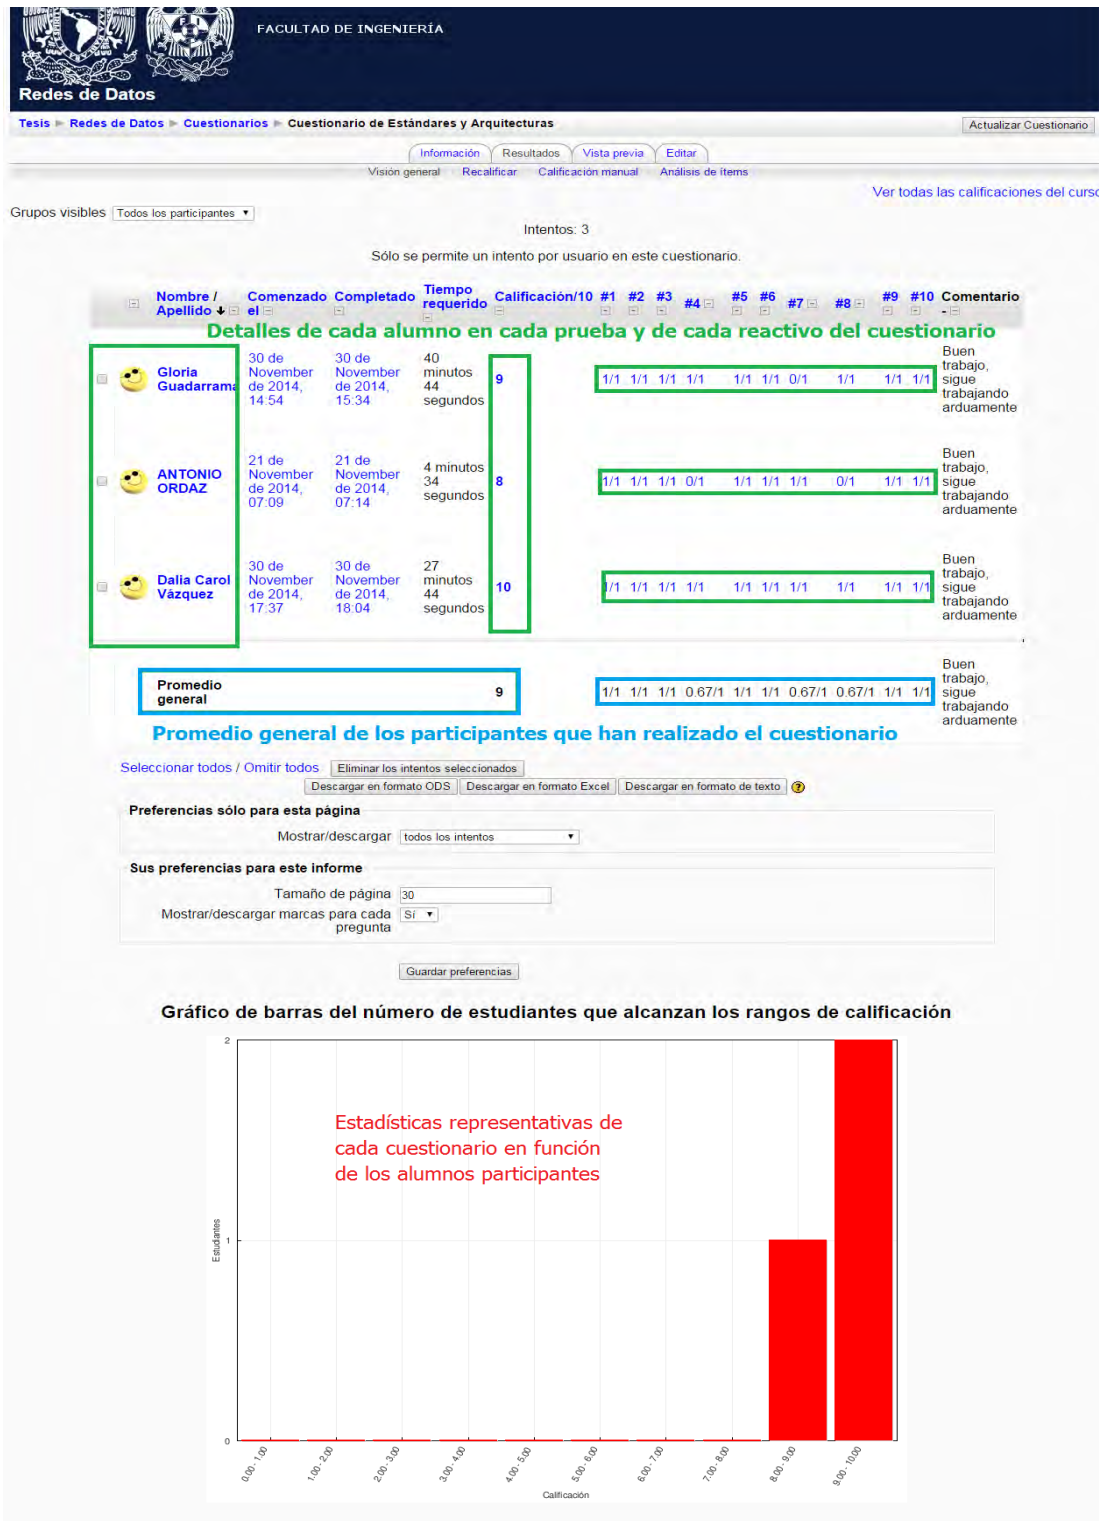 FACULTAD DE INGENIERÍA
Redes de Datos
Tesis ► Redes de Datos ► Cuestionarios ► Cuestionario de Estándares y Arquitecturas
Actualizar Cuestionario
Información Resultados Vista previa Editar
Visión general Recalificar Calificación manual Análisis de ítems
Ver todas las calificaciones del curso
Grupos visibles Todos los participantes
Intentos: 3
Sólo se permite un intento por usuario en este cuestionario.
Nombre / Apellido Comenzado el Completado Tiempo requerido Calificación/10 #1 #2 #3 #4 #5 #6 #7 #8 #9 #10 Comentario -
Detalles de cada alumno en cada prueba y de cada reactivo del cuestionario
Gloria Guadarrama 30 de November de 2014, 14:54 30 de November de 2014, 15:34 40 minutos 44 segundos 9 1/1 1/1 1/1 1/1 1/1 1/1 0/1 1/1 1/1 1/1 Buen trabajo, sigue trabajando arduamente
ANTONIO ORDAZ 21 de November de 2014, 07:09 21 de November de 2014, 07:14 4 minutos 34 segundos 8 1/1 1/1 1/1 0/1 1/1 1/1 1/1 0/1 1/1 1/1 Buen trabajo, sigue trabajando arduamente
Dalia Carol Vázquez 30 de November de 2014, 17:37 30 de November de 2014, 18:04 27 minutos 44 segundos 10 1/1 1/1 1/1 1/1 1/1 1/1 1/1 1/1 1/1 1/1 Buen trabajo, sigue trabajando arduamente
Promedio general 9 1/1 1/1 1/1 0.67/1 1/1 1/1 0.67/1 0.67/1 1/1 1/1 Buen trabajo, sigue trabajando arduamente
Promedio general de los participantes que han realizado el cuestionario
Seleccionar todos / Omitir todos Eliminar los intentos seleccionados
Descargar en formato ODS Descargar en formato Excel Descargar en formato de texto ?
Preferencias sólo para esta página
Mostrar/descargar todos los intentos
Sus preferencias para este informe
Tamaño de página 30
Mostrar/descargar marcas para cada pregunta Sí
Guardar preferencias
Gráfico de barras del número de estudiantes que alcanzan los rangos de calificación
2
Estadísticas representativas de
cada cuestionario en función
de los alumnos participantes
Estudiantes
1
0
0.00 - 1.00 1.00 - 2.00 2.00 - 3.00 3.00 - 4.00 4.00 - 5.00 5.00 - 6.00 6.00 - 7.00 7.00 - 8.00 8.00 - 9.00 9.00 - 10.00
Calificación